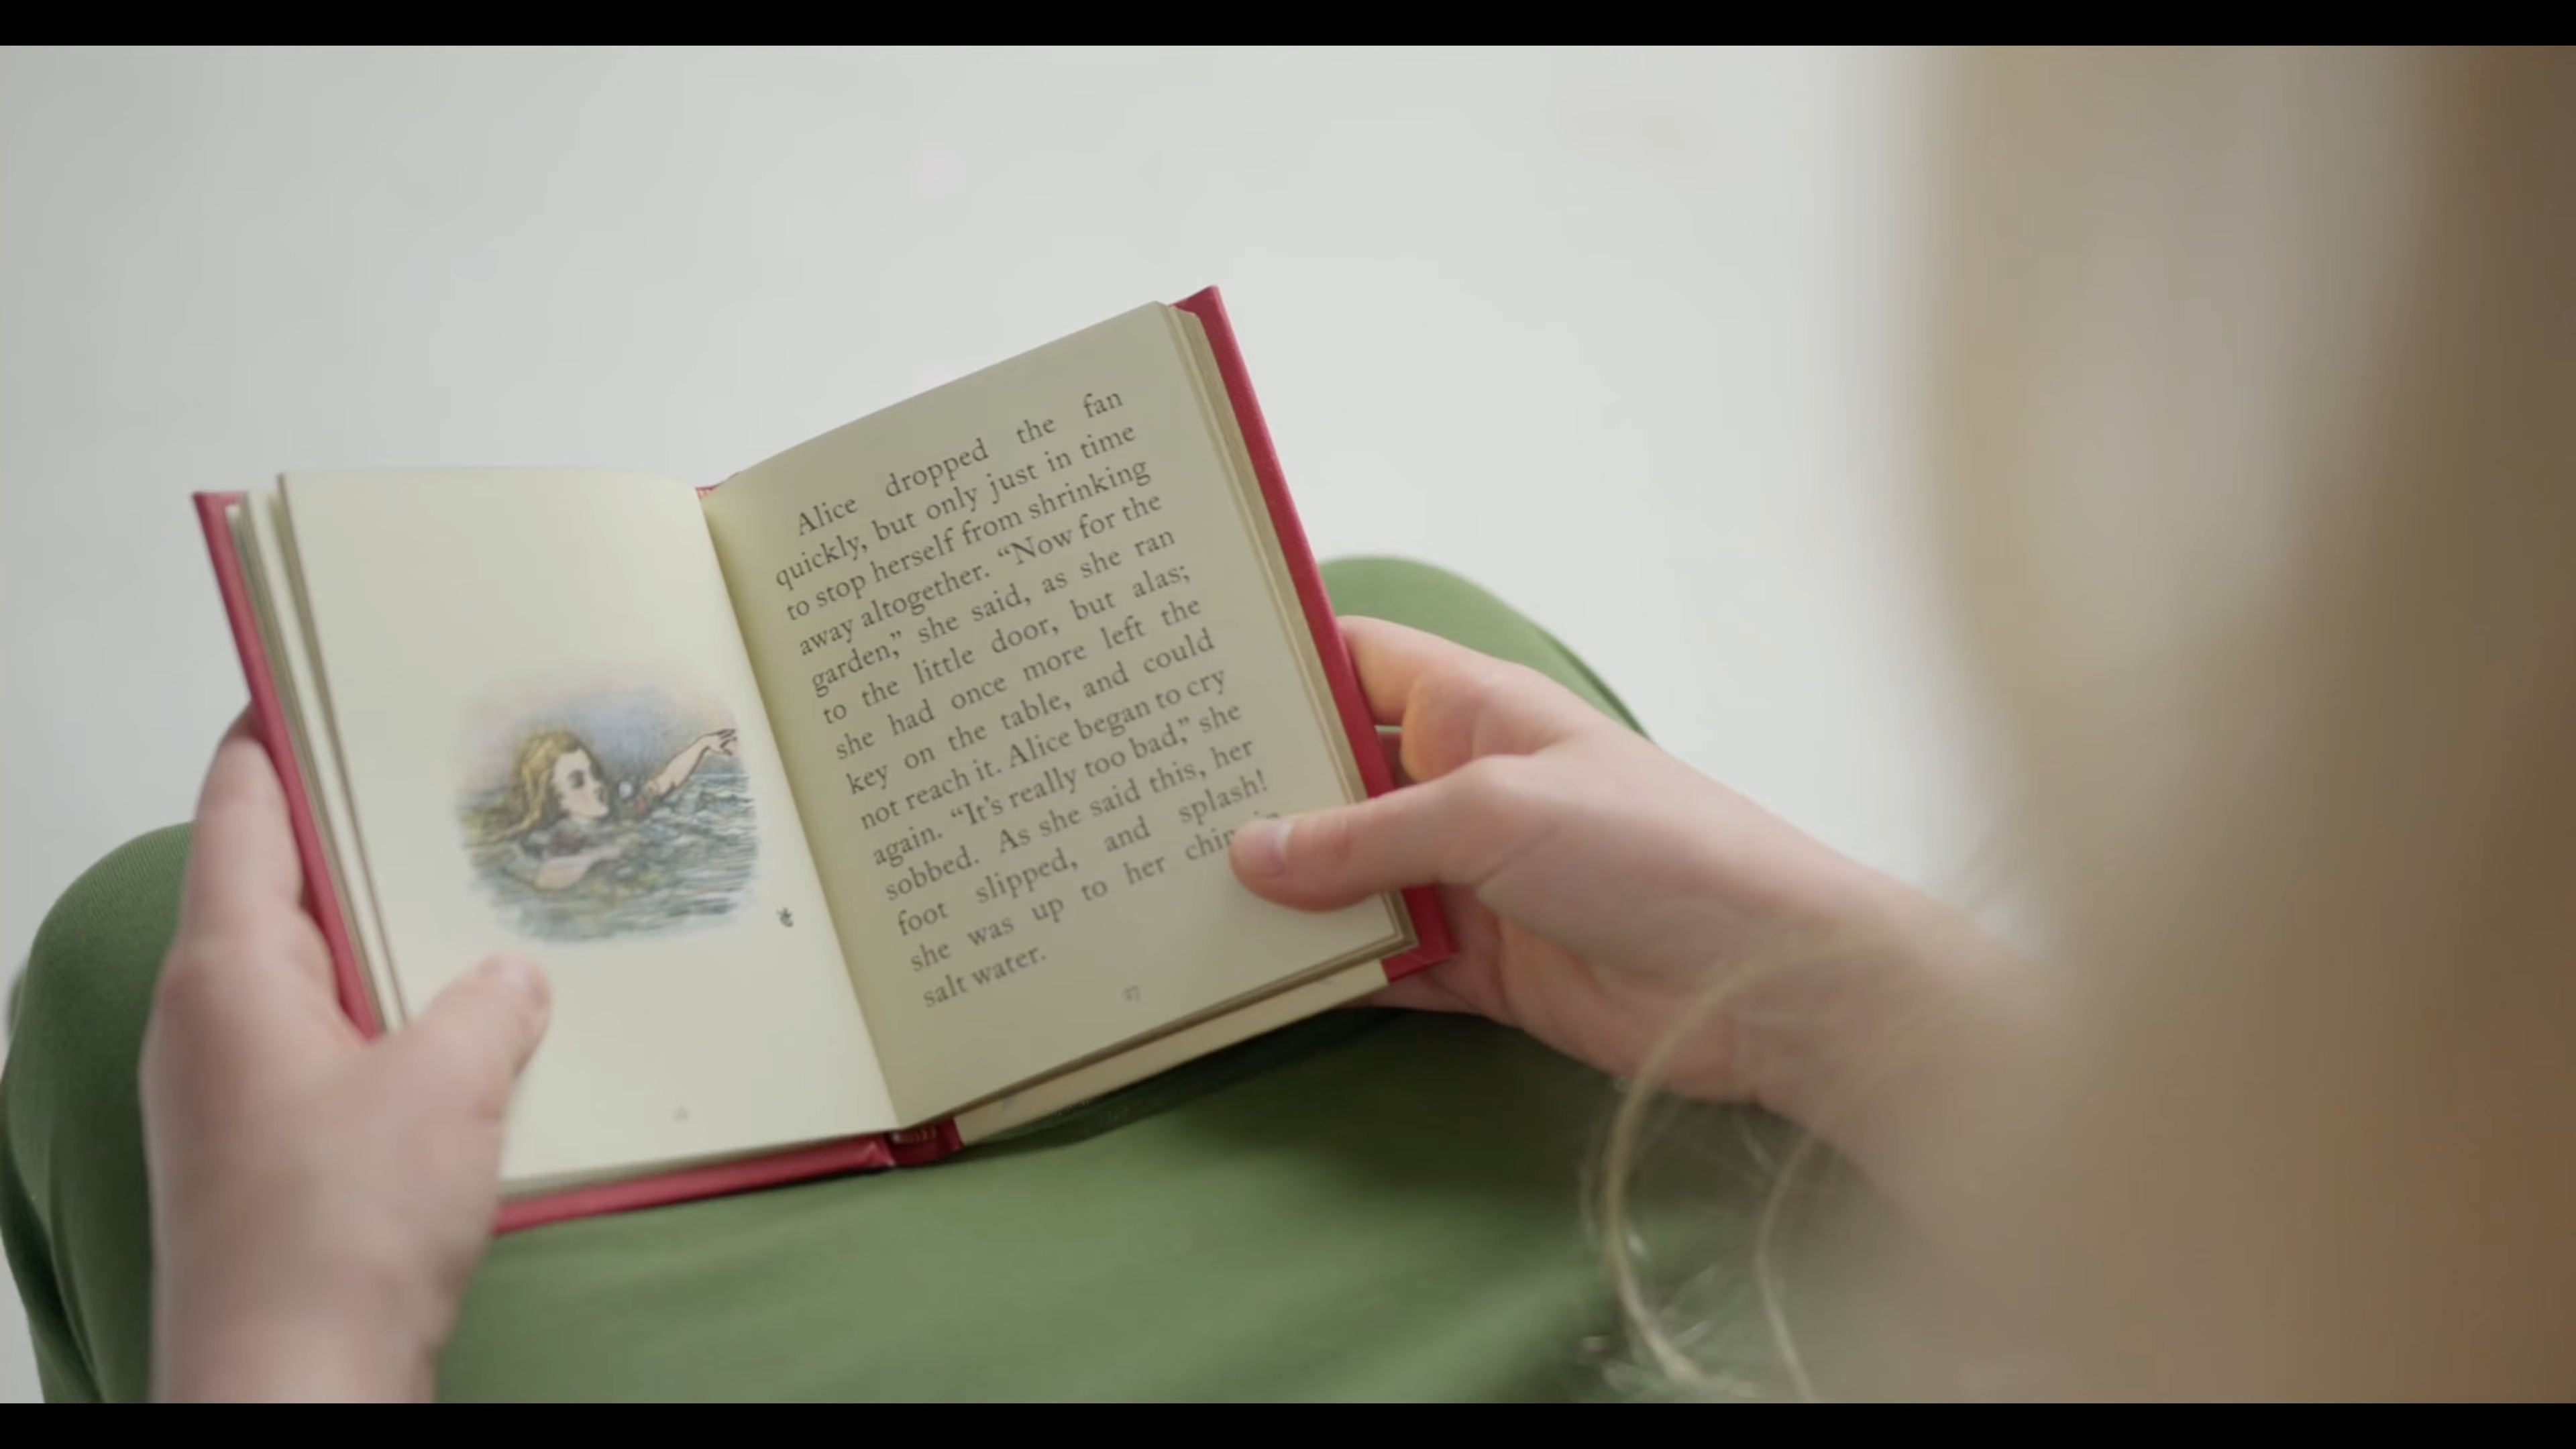 Alice dropped the fan
quickly, but only just in time
to stop herself from shrinking
away altogether. “Now for the
garden,” she said, as she ran
to the little door, but alas;
she had once more left the
key on the table, and could
not reach it. Alice began to cry
again. “It’s really too bad,” she
sobbed. As she said this, her
foot slipped, and splash!
she was up to her chin in
salt water.
27